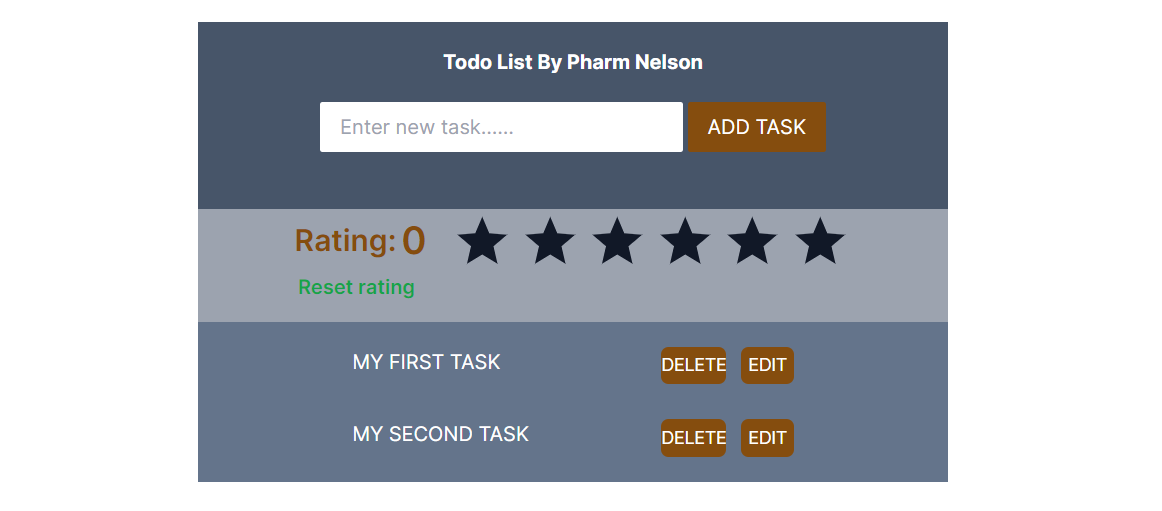 Todo List By Pharm Nelson
Enter new task......
ADD TASK
Rating: 0
Reset rating
MY FIRST TASK
DELETE
EDIT
MY SECOND TASK
DELETE
EDIT